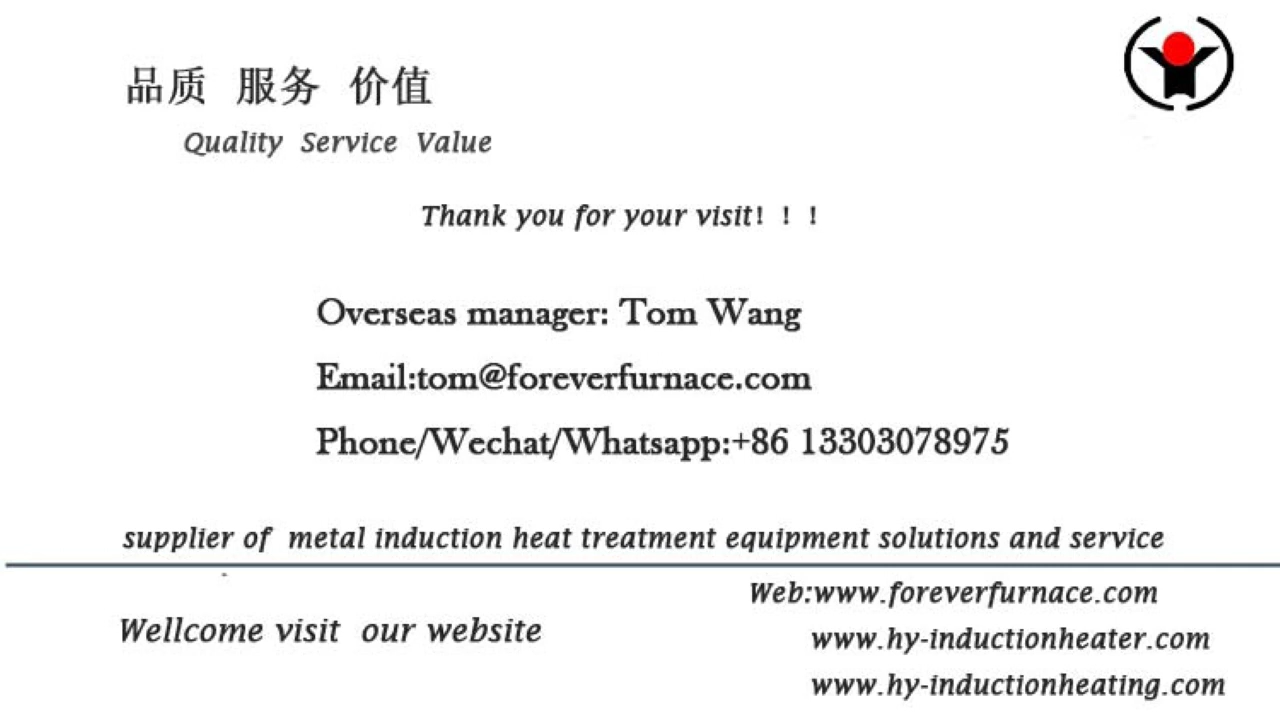 品质 服务 价值
Quality Service Value
Thank you for your visit！！！
Overseas manager: Tom Wang
Email:tom@foreverfurnace.com
Phone/Wechat/Whatsapp:+86 13303078975
supplier of metal induction heat treatment equipment solutions and service
Web:www.foreverfurnace.com
Wellcome visit our website
www.hy-inductionheater.com
www.hy-inductionheating.com